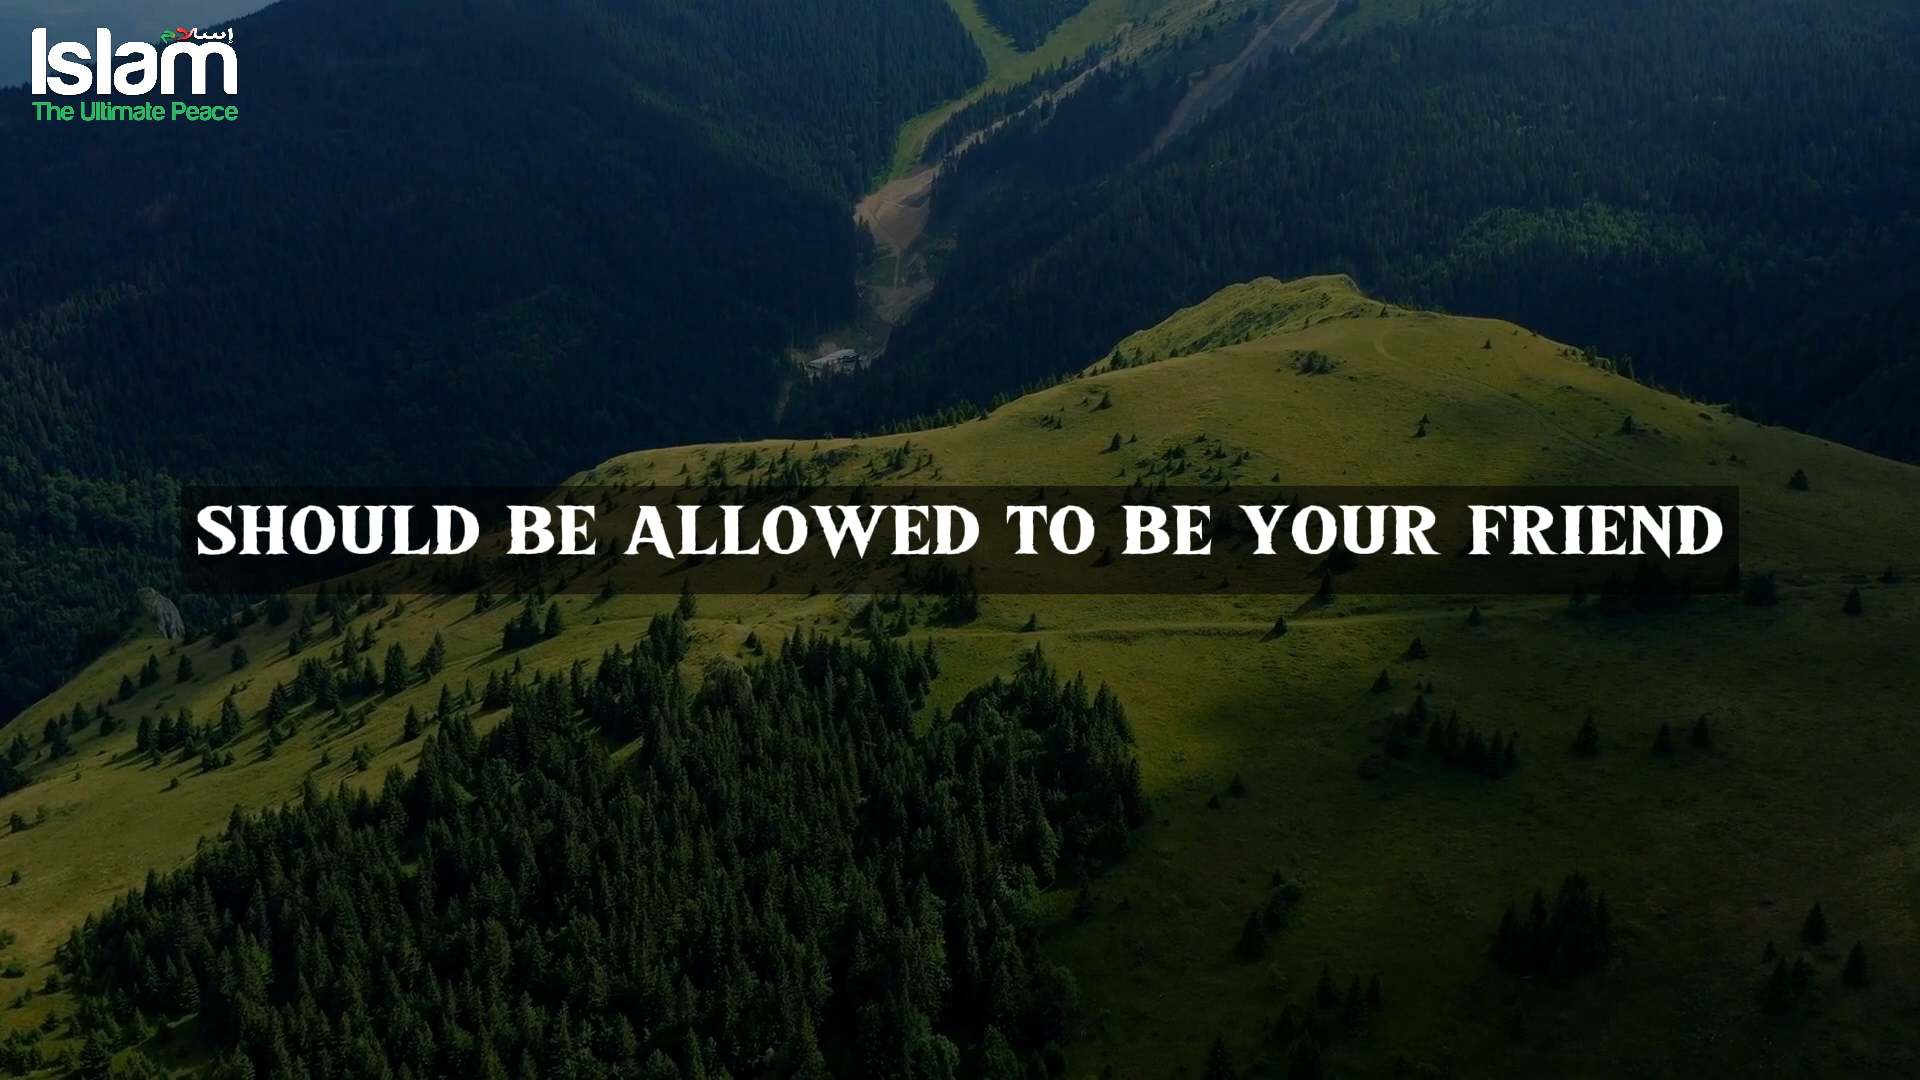 إسلام
Islam
The Ultimate Peace
SHOULD BE ALLOWED TO BE YOUR FRIEND